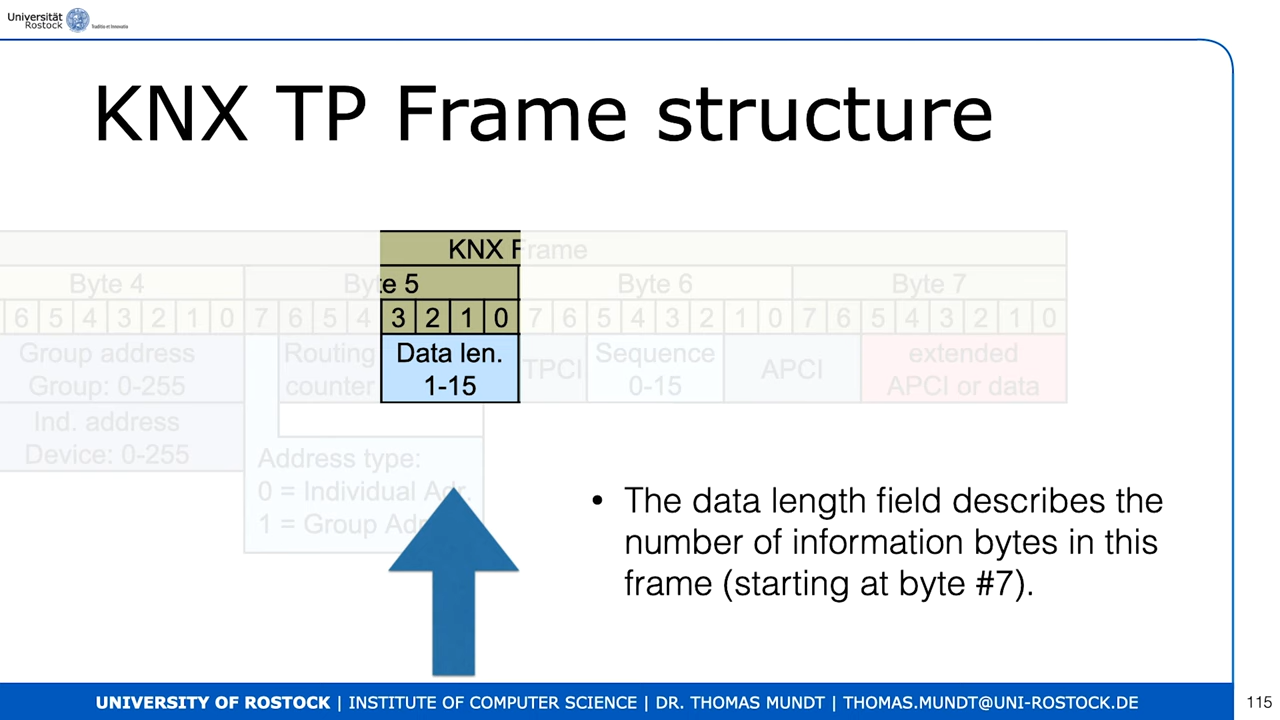 Universität
Rostock
Traditio et Innovatio
KNX TP Frame structure
KNX Frame
Byte 4 Byte 5 Byte 6 Byte 7
6 5 4 3 2 1 0 7 6 5 4 3 2 1 0 7 6 5 4 3 2 1 0 7 6 5 4 3 2 1 0
Group address
Group: 0-255
Routing
counter
Data len.
1-15
TPCI
Sequence
0-15
APCI
extended
APCI or data
Ind. address
Device: 0-255
Address type:
0 = Individual Adr.
1 = Group Ad
• The data length field describes the
number of information bytes in this
frame (starting at byte #7).
UNIVERSITY OF ROSTOCK | INSTITUTE OF COMPUTER SCIENCE | DR. THOMAS MUNDT | THOMAS.MUNDT@UNI-ROSTOCK.DE
115